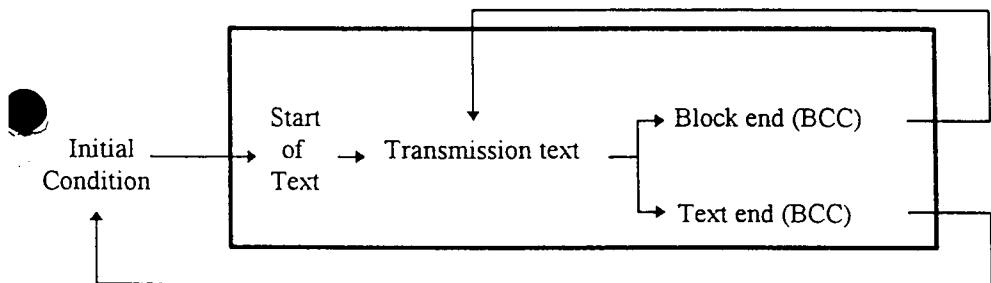 Initial
Condition
Start
of
Text
Transmission text
Block end (BCC)
Text end (BCC)